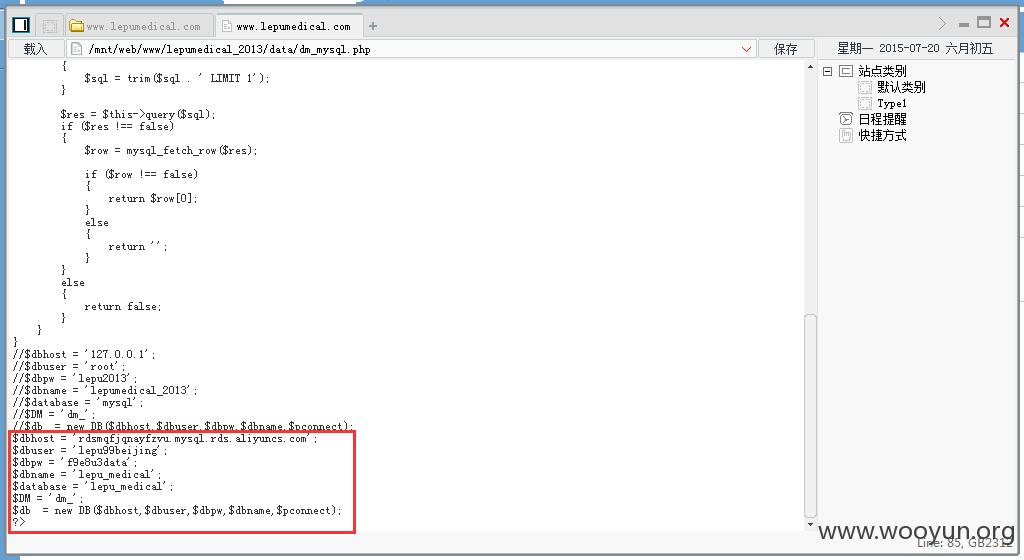 www.lepumedical.com
www.lepumedical.com
载入
/mnt/web/www/lepumedical_2013/data/dm_mysql.php
保存
星期一 2015-07-20 六月初五
站点类别
默认类别
Type1
日程提醒
快捷方式
{
$sql = trim($sql . ' LIMIT 1');
}
$res = $this->query($sql);
if ($res !== false)
{
$row = mysql_fetch_row($res);
if ($row !== false)
{
return $row[0];
}
else
{
return '';
}
}
else
{
return false;
}
}
}
//$dbhost = '127.0.0.1';
//$dbuser = 'root';
//$dbpw = 'lepu2013';
//$dbname = 'lepumedical_2013';
//$database = 'mysql';
//$DM = 'dm_';
//$db  = new DB($dbhost,$dbuser,$dbpw,$dbname,$pconnect);
$dbhost = 'rdsmqfjqnayfzvu.mysql.rds.aliyuncs.com';
$dbuser = 'lepu99beijing';
$dbpw = 'f9e8u3data';
$dbname = 'lepu_medical';
$database = 'lepu_medical';
$DM = 'dm_';
$db  = new DB($dbhost,$dbuser,$dbpw,$dbname,$pconnect);
?>
www.wooyun.org
Line: 85, GB2312